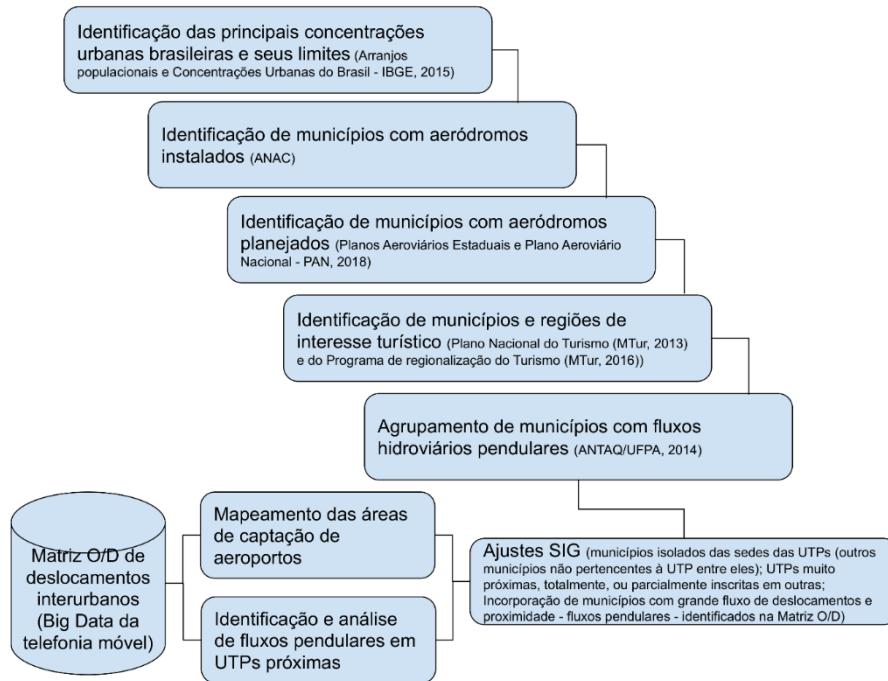 Identificação das principais concentrações
urbanas brasileiras e seus limites (Arranjos
populacionais e Concentrações Urbanas do Brasil - IBGE, 2015)
Identificação de municípios com aeródromos
instalados (ANAC)
Identificação de municípios com aeródromos
planejados (Planos Aeroviários Estaduais e Plano Aeroviário
Nacional - PAN, 2018)
Identificação de municípios e regiões de
interesse turístico (Plano Nacional do Turismo (MTur, 2013)
e do Programa de regionalização do Turismo (MTur, 2016))
Agrupamento de municípios com fluxos
hidroviários pendulares (ANTAQ/UFPA, 2014)
Matriz O/D de
deslocamentos
interurbanos
(Big Data da
telefonia móvel)
Mapeamento das áreas
de captação de
aeroportos
Identificação e análise
de fluxos pendulares em
UTPs próximas
Ajustes SIG (municípios isolados das sedes das UTPs (outros
municípios não pertencentes à UTP entre eles); UTPs muito
próximas, totalmente, ou parcialmente inscritas em outras;
Incorporação de municípios com grande fluxo de deslocamentos e
proximidade - fluxos pendulares - identificados na Matriz O/D)